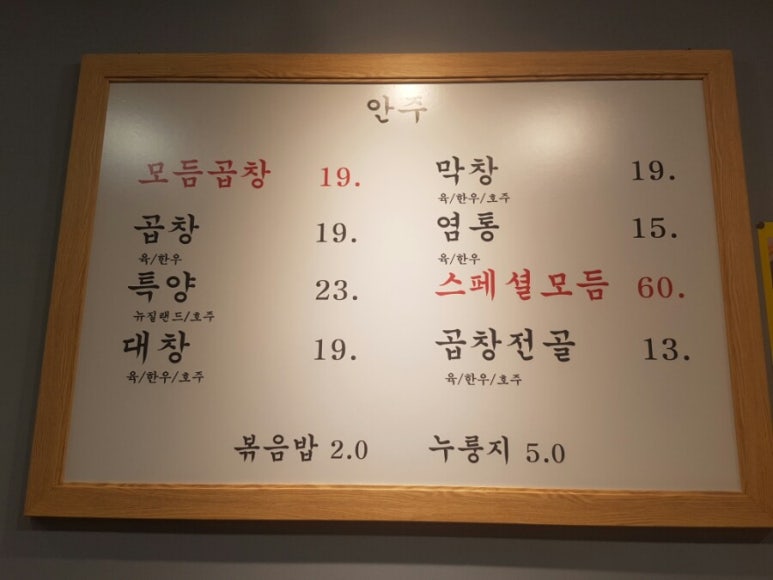 안주
모듬곱창 19.
곱창 19.
육/한우
특양 23.
뉴질랜드/호주
대창 19.
육/한우/호주
막창 19.
육/한우/호주
염통 15.
육/한우
스페셜모듬 60.
곱창전골 13.
육/한우/호주
볶음밥 2.0
누룽지 5.0